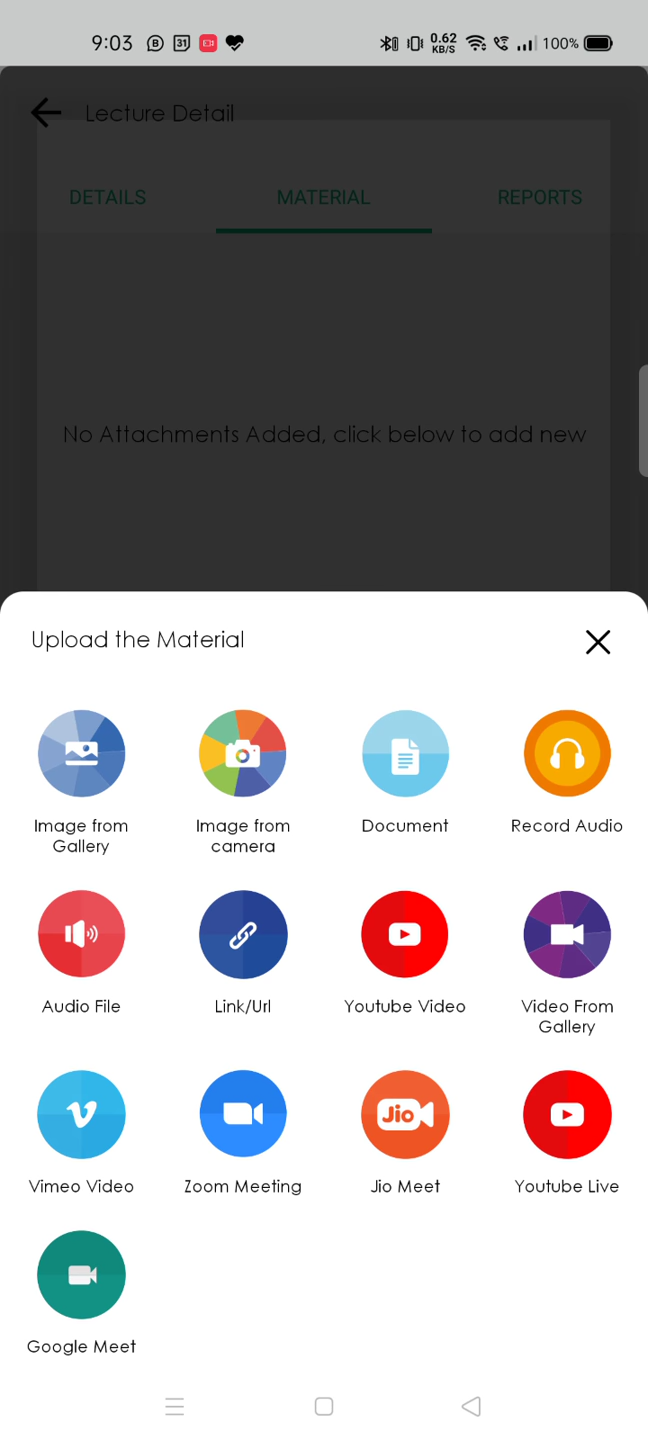 9:03 31 0.62 KB/S 100%
Lecture Detail
DETAILS MATERIAL REPORTS
No Attachments Added, click below to add new
Upload the Material
Image from Gallery
Image from camera
Document
Record Audio
Audio File
Link/Url
Youtube Video
Video From Gallery
Vimeo Video
Zoom Meeting
Jio
Jio Meet
Youtube Live
Google Meet